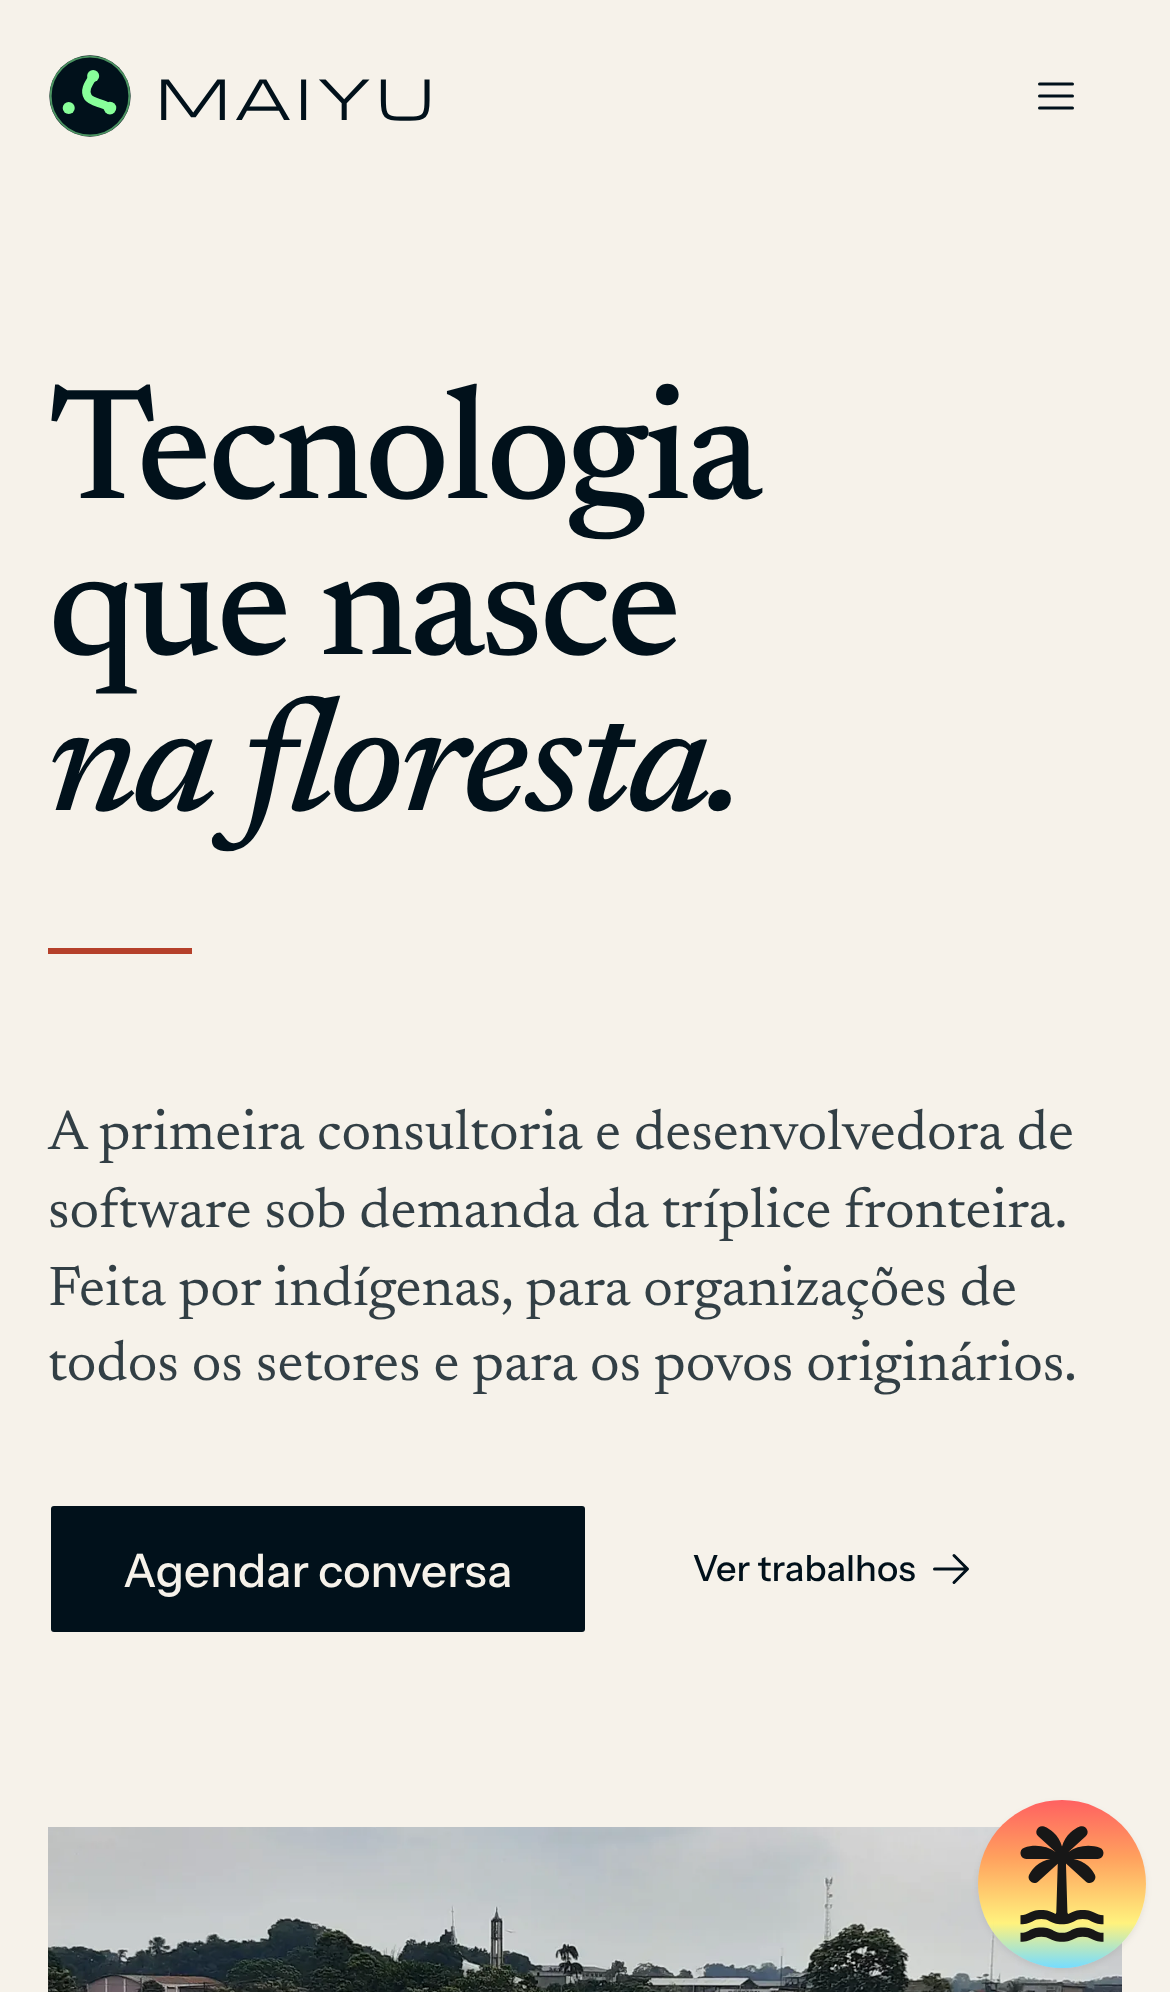 MAIYU
Tecnologia
que nasce
na floresta.
A primeira consultoria e desenvolvedora de
software sob demanda da tríplice fronteira.
Feita por indígenas, para organizações de
todos os setores e para os povos originários.
Agendar conversa
Ver trabalhos →